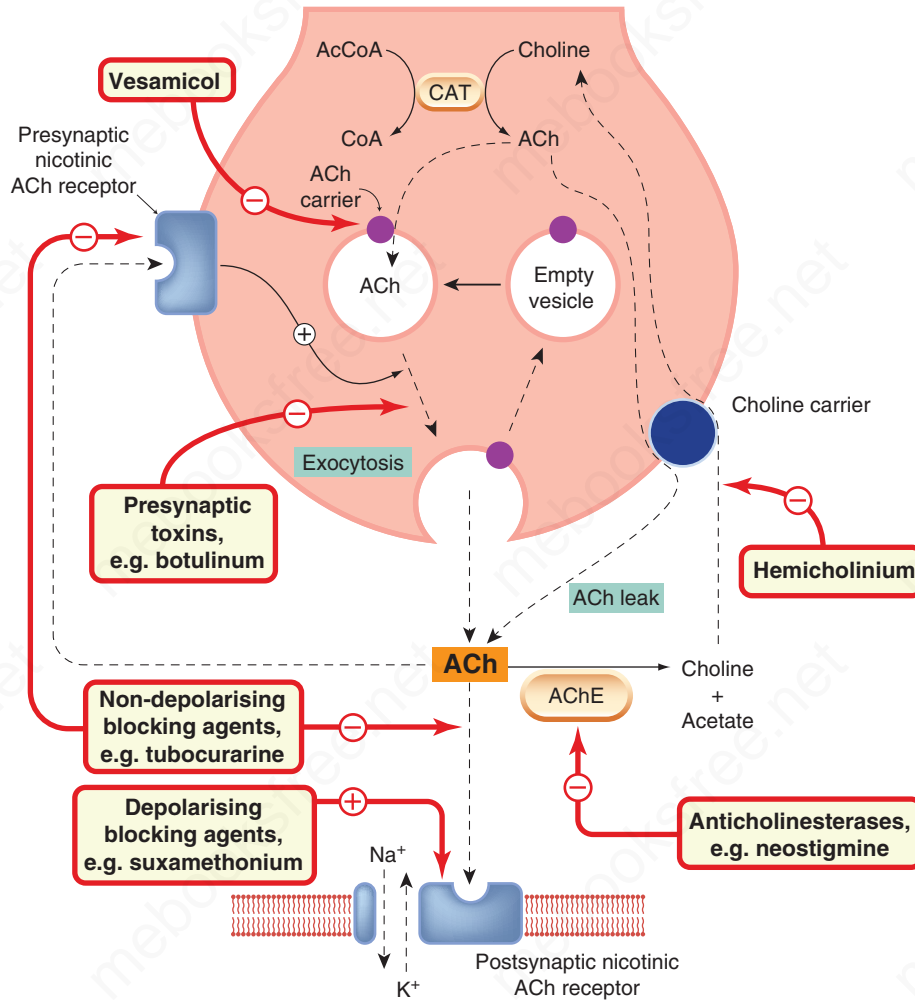 AcCoA
Choline
Vesamicol
CAT
Presynaptic
nicotinic
ACh receptor
CoA
ACh
ACh
carrier
−
−
ACh
Empty
vesicle
+
Choline carrier
−
Exocytosis
Presynaptic
toxins,
e.g. botulinum
−
Hemicholinium
ACh leak
ACh
AChE
Choline
+
Acetate
Non-depolarising
blocking agents,
e.g. tubocurarine
−
Depolarising
blocking agents,
e.g. suxamethonium
+
−
Anticholinesterases,
e.g. neostigmine
Na⁺
K⁺
Postsynaptic nicotinic
ACh receptor
mebooksfree.net